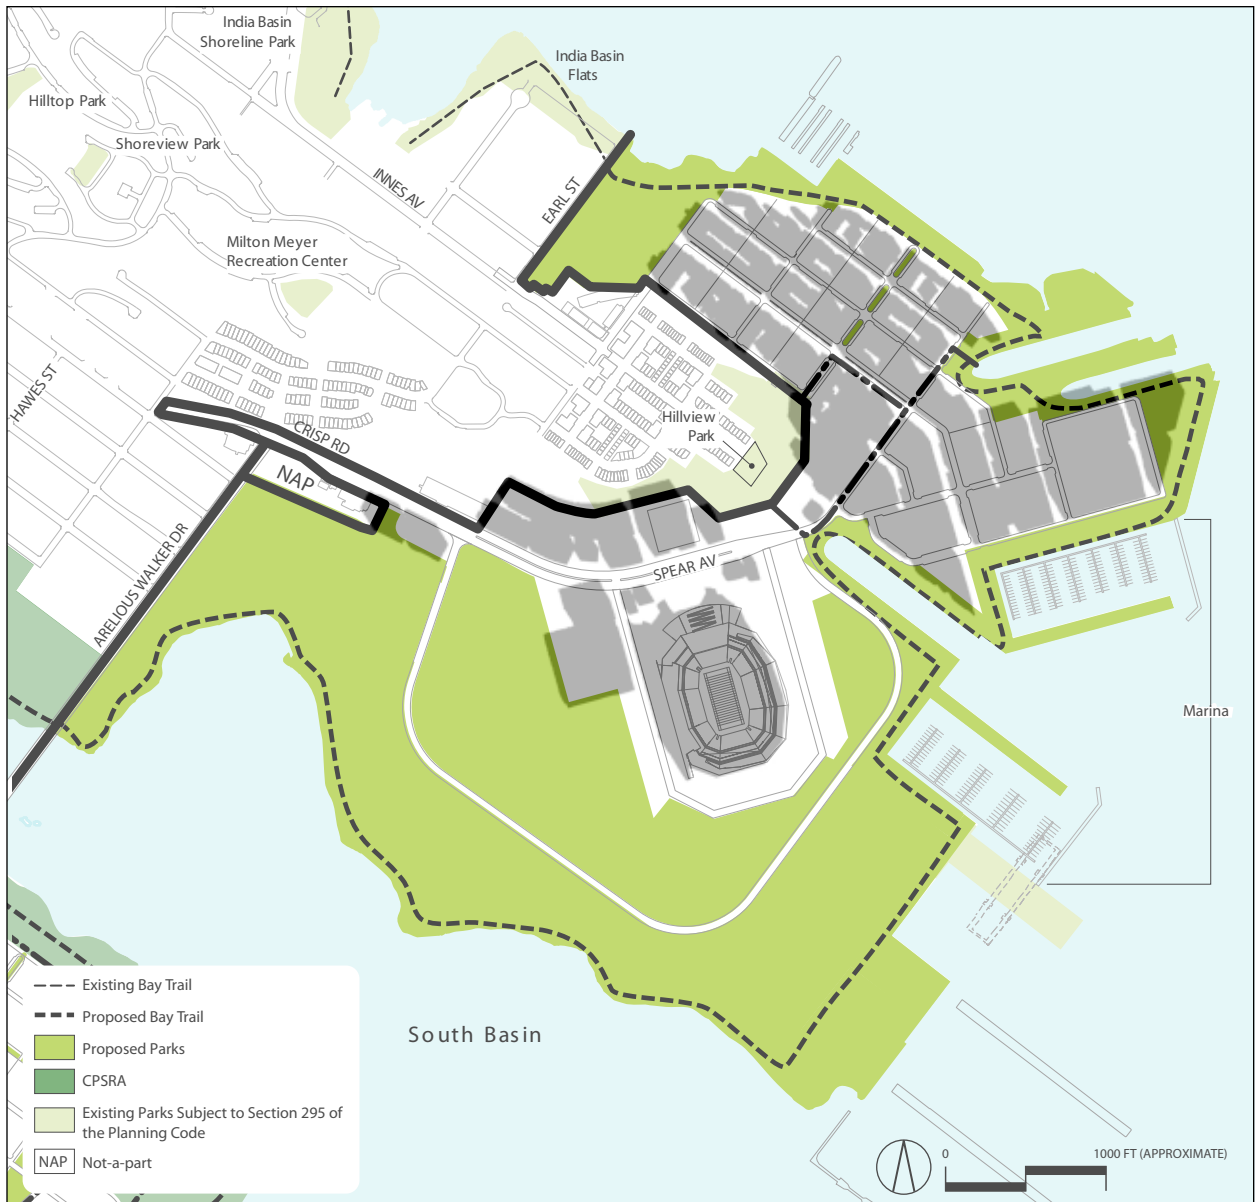 India Basin
Shoreline Park
India Basin
Flats
Hilltop Park
Shoreview Park
INNES AV
EARL ST
Milton Meyer
Recreation Center
HAWES ST
Hillview
Park
CRISP RD
NAP
SPEAR AV
ARELIOUS WALKER DR
Marina
South Basin
Existing Bay Trail
Proposed Bay Trail
Proposed Parks
CPSRA
Existing Parks Subject to Section 295 of
the Planning Code
NAP Not-a-part
0 1000 FT (APPROXIMATE)